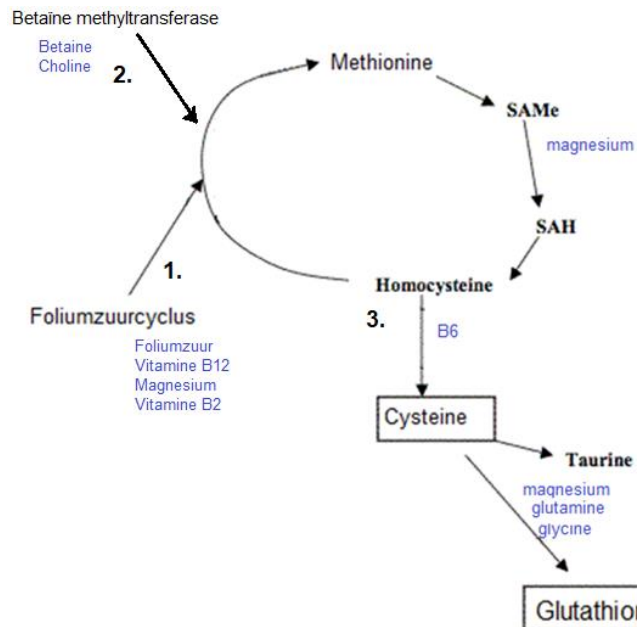 Betaïne methyltransferase
Betaine
Choline
2.
Methionine
SAMe
magnesium
SAH
1.
Homocysteine
3.
B6
Foliumzuurcyclus
Foliumzuur
Vitamine B12
Magnesium
Vitamine B2
Cysteine
Taurine
magnesium
glutamine
glycine
Glutathion